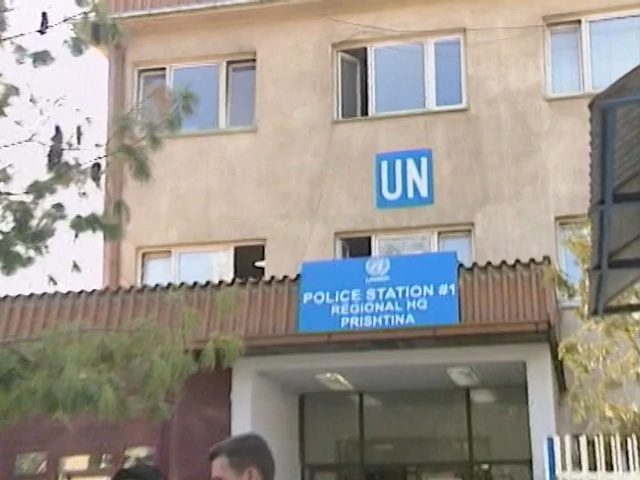 UN
POLICE STATION #1
REGIONAL HQ
PRISHTINA